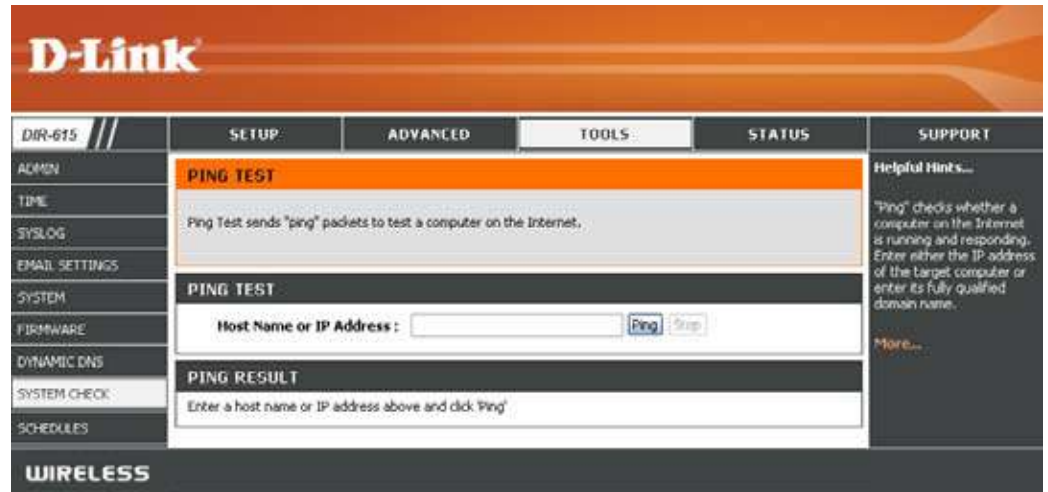 D-Link
DIR-615
SETUP
ADVANCED
TOOLS
STATUS
SUPPORT
ADMIN
TIME
SYSLOG
EMAIL SETTINGS
SYSTEM
FIRMWARE
DYNAMIC DNS
SYSTEM CHECK
SCHEDULES
PING TEST
Ping Test sends "ping" packets to test a computer on the Internet.
PING TEST
Host Name or IP Address :
Ping
Stop
PING RESULT
Enter a host name or IP address above and click 'Ping'
Helpful Hints...
"Ping" checks whether a
computer on the Internet
is running and responding.
Enter either the IP address
of the target computer or
enter its fully qualified
domain name.
More...
WIRELESS